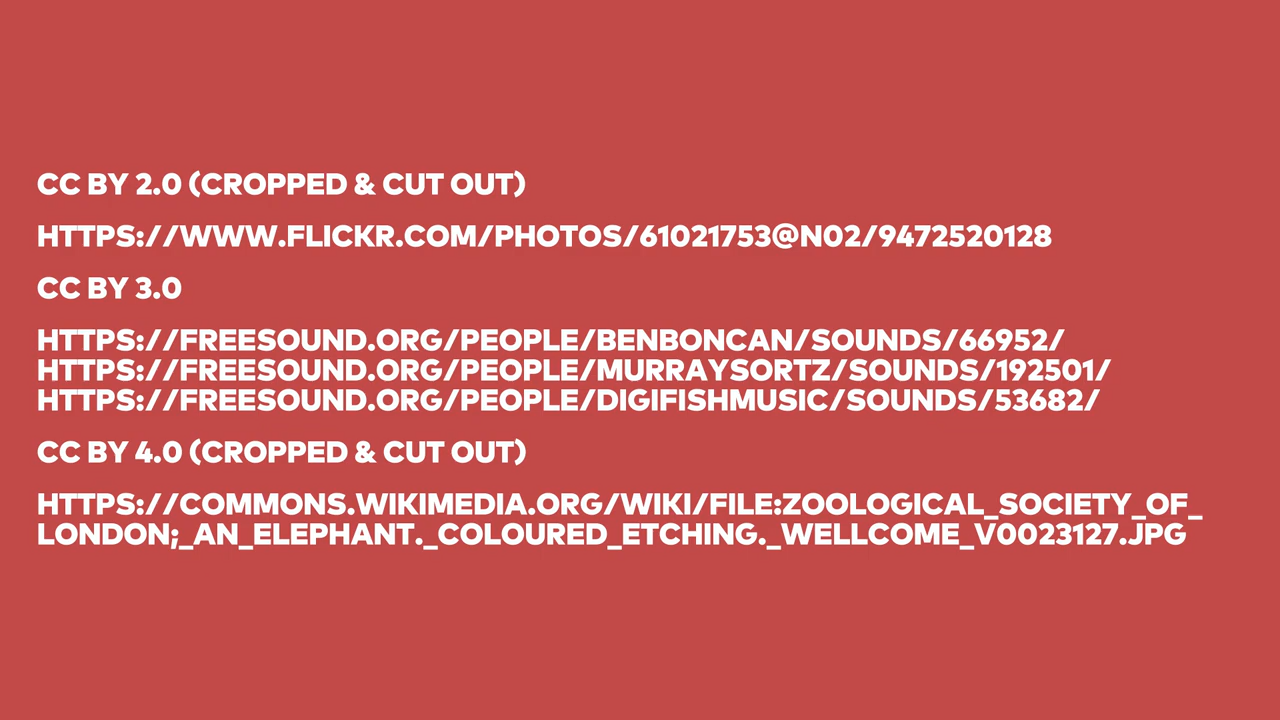 CC BY 2.0 (CROPPED & CUT OUT)
HTTPS://WWW.FLICKR.COM/PHOTOS/61021753@N02/9472520128
CC BY 3.0
HTTPS://FREESOUND.ORG/PEOPLE/BENBONCAN/SOUNDS/66952/
HTTPS://FREESOUND.ORG/PEOPLE/MURRAYSORTZ/SOUNDS/192501/
HTTPS://FREESOUND.ORG/PEOPLE/DIGIFISHMUSIC/SOUNDS/53682/
CC BY 4.0 (CROPPED & CUT OUT)
HTTPS://COMMONS.WIKIMEDIA.ORG/WIKI/FILE:ZOOLOGICAL_SOCIETY_OF_
LONDON;_AN_ELEPHANT._COLOURED_ETCHING._WELLCOME_V0023127.JPG